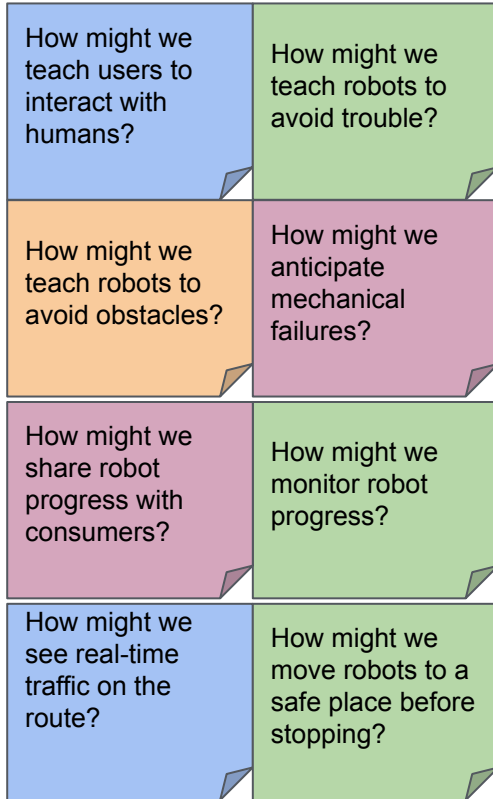 How might we
teach users to
interact with
humans?
How might we
teach robots to
avoid trouble?
How might we
teach robots to
avoid obstacles?
How might we
anticipate
mechanical
failures?
How might we
share robot
progress with
consumers?
How might we
monitor robot
progress?
How might we
see real-time
traffic on the
route?
How might we
move robots to a
safe place before
stopping?